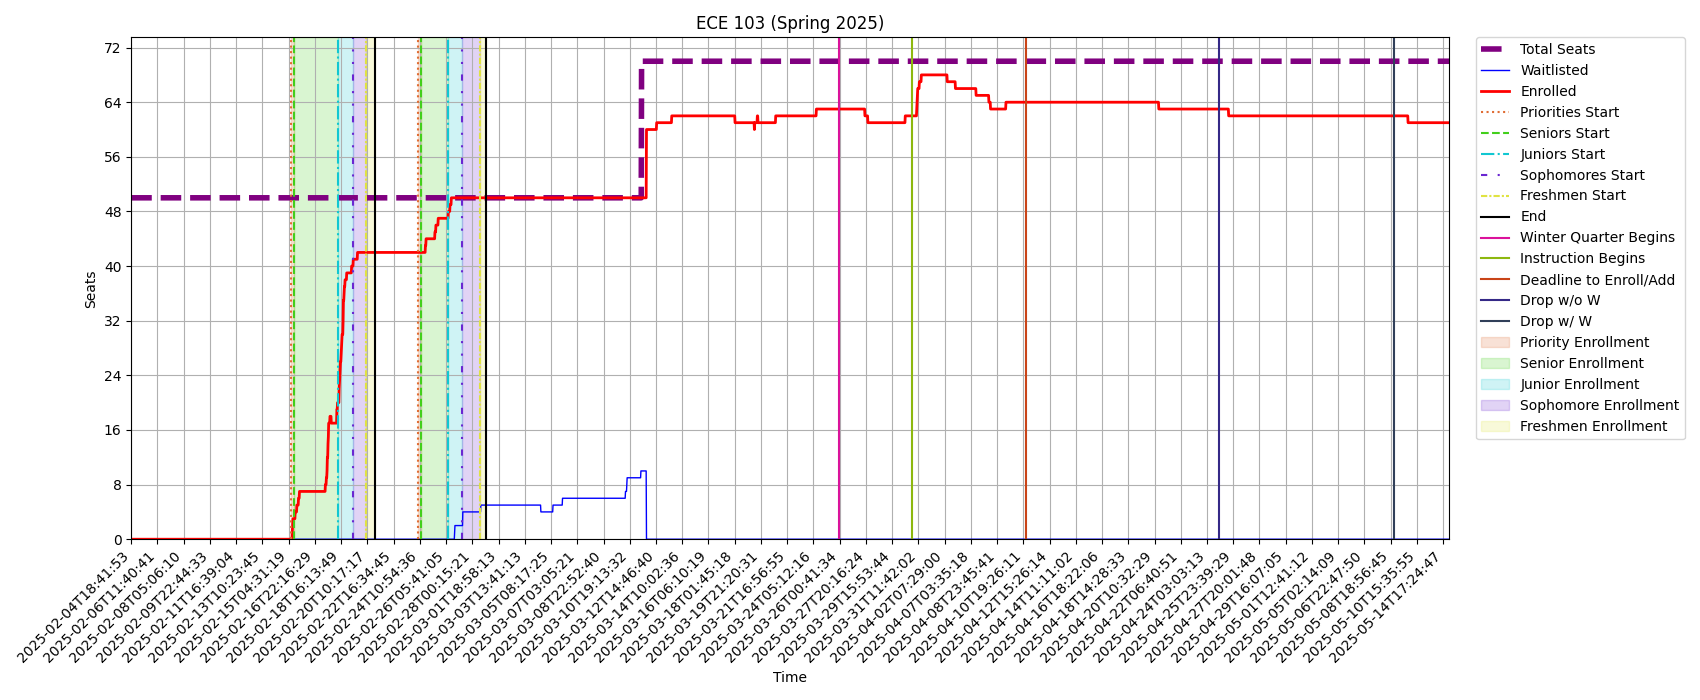 ECE 103 (Spring 2025)
Seats
72
64
56
48
40
32
24
16
8
0
2025-02-04T18:41:53
2025-02-06T11:40:41
2025-02-08T05:06:10
2025-02-09T22:44:33
2025-02-11T16:39:04
2025-02-13T10:23:45
2025-02-15T04:31:19
2025-02-16T22:16:29
2025-02-18T16:13:49
2025-02-20T10:17:17
2025-02-22T16:34:45
2025-02-24T10:54:36
2025-02-26T05:41:05
2025-02-28T00:15:21
2025-03-01T18:58:13
2025-03-03T13:41:13
2025-03-05T08:17:25
2025-03-07T03:05:21
2025-03-08T22:52:40
2025-03-10T19:13:32
2025-03-12T14:46:40
2025-03-14T10:02:36
2025-03-16T06:10:19
2025-03-18T01:45:18
2025-03-19T21:20:31
2025-03-21T16:56:55
2025-03-24T05:12:16
2025-03-26T00:41:34
2025-03-27T20:16:24
2025-03-29T15:53:44
2025-03-31T11:42:02
2025-04-02T07:29:00
2025-04-07T03:35:18
2025-04-08T23:45:41
2025-04-10T19:26:11
2025-04-12T15:26:14
2025-04-14T11:11:02
2025-04-16T18:22:06
2025-04-18T14:28:33
2025-04-20T10:32:29
2025-04-22T06:40:51
2025-04-24T03:03:13
2025-04-25T23:39:29
2025-04-27T20:01:48
2025-04-29T16:07:05
2025-05-01T12:41:12
2025-05-05T02:14:09
2025-05-06T22:47:50
2025-05-08T18:56:45
2025-05-10T15:35:55
2025-05-14T17:24:47
Time
Total Seats
Waitlisted
Enrolled
Priorities Start
Seniors Start
Juniors Start
Sophomores Start
Freshmen Start
End
Winter Quarter Begins
Instruction Begins
Deadline to Enroll/Add
Drop w/o W
Drop w/ W
Priority Enrollment
Senior Enrollment
Junior Enrollment
Sophomore Enrollment
Freshmen Enrollment